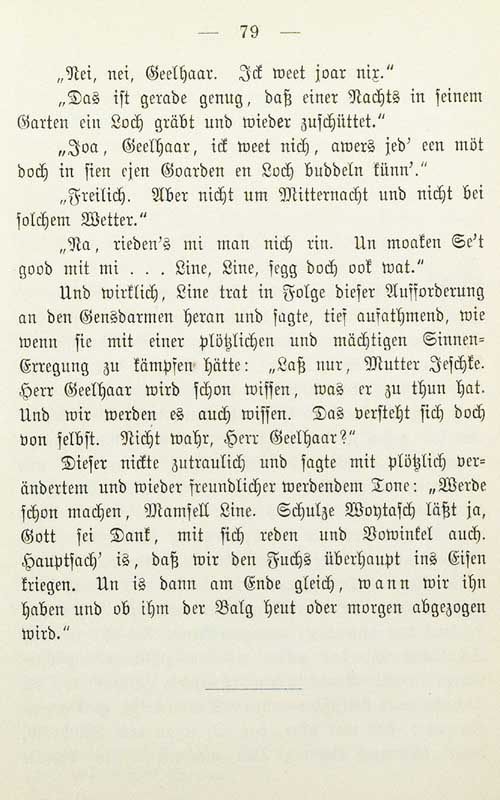 — 79 —
„Nei, nei, Geelhaar. Ick weet joar nix.“
„Das ist gerade genug, daß einer Nachts in seinem
Garten ein Loch gräbt und wieder zuschüttet.“
„Joa, Geelhaar, ick weet nich, awers jed' een möt
doch in sien ejen Goarden en Loch buddeln künn'.“
„Freilich. Aber nicht um Mitternacht und nicht bei
solchem Wetter.“
„Na, rieden's mi man nich rin. Un moaken Se't
good mit mi . . . Line, Line, segg doch ook wat.“
Und wirklich, Line trat in Folge dieser Aufforderung
an den Gensdarmen heran und sagte, tief aufathmend, wie
wenn sie mit einer plötzlichen und mächtigen Sinnen-
Erregung zu kämpfen hätte: „Laß nur, Mutter Jeschke.
Herr Geelhaar wird schon wissen, was er zu thun hat.
Und wir werden es auch wissen. Das versteht sich doch
von selbst. Nicht wahr, Herr Geelhaar?“
Dieser nickte zutraulich und sagte mit plötzlich ver-
ändertem und wieder freundlicher werdendem Tone: „Werde
schon machen, Mamsell Line. Schulze Woytasch läßt ja,
Gott sei Dank, mit sich reden und Vowinkel auch.
Hauptsach' is, daß wir den Fuchs überhaupt ins Eisen
kriegen. Un is dann am Ende gleich, wann wir ihn
haben und ob ihm der Balg heut oder morgen abgezogen
wird.“